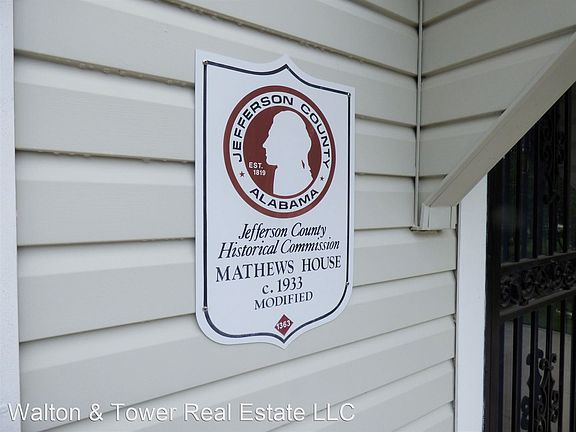 JEFFERSON COUNTY
EST.
1819
ALABAMA
Jefferson County
Historical Commission
MATHEWS HOUSE
c. 1933
MODIFIED
1363
Walton & Tower Real Estate LLC